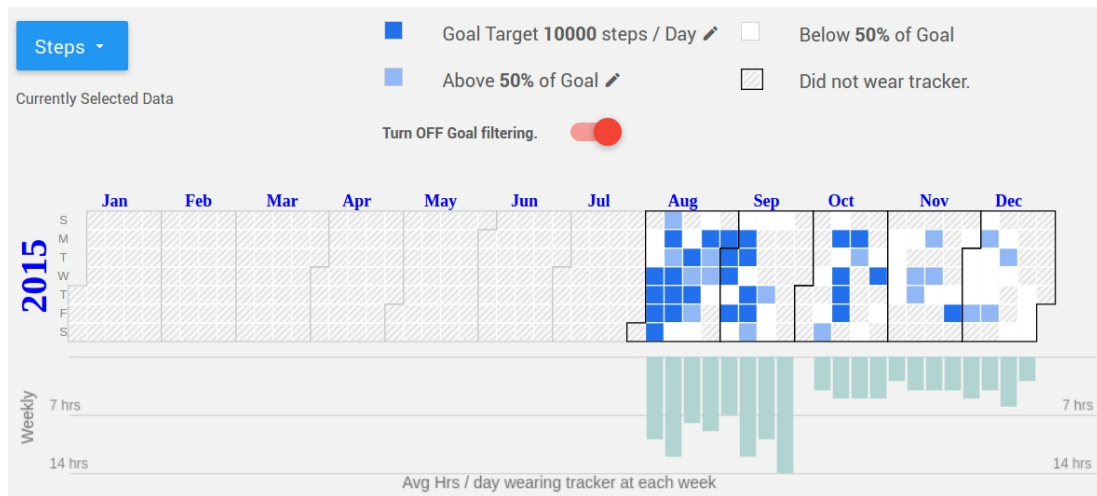 Steps
Currently Selected Data
Goal Target 10000 steps / Day
Below 50% of Goal
Above 50% of Goal
Did not wear tracker.
Turn OFF Goal filtering.
Jan Feb Mar Apr May Jun Jul Aug Sep Oct Nov Dec
2015
S
M
T
W
T
F
S
Weekly
7 hrs
7 hrs
14 hrs
14 hrs
Avg Hrs / day wearing tracker at each week